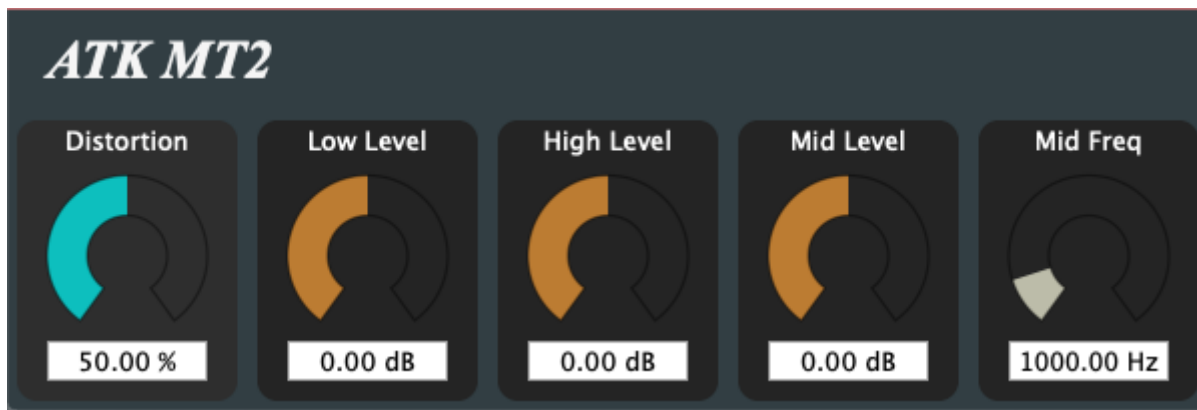 ATK MT2
Distortion
Low Level
High Level
Mid Level
Mid Freq
50.00 %
0.00 dB
0.00 dB
0.00 dB
1000.00 Hz